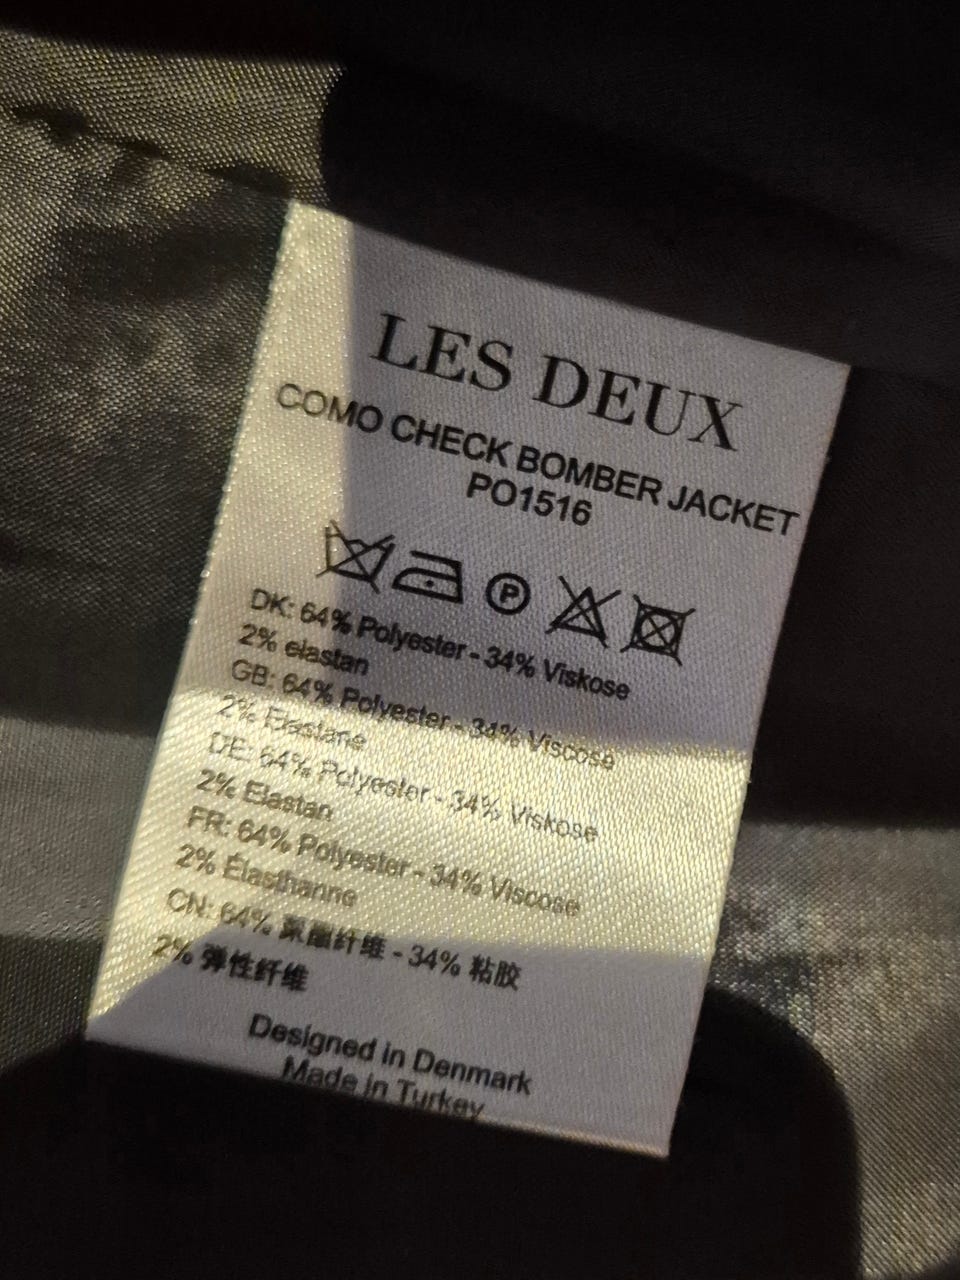 LES DEUX
COMO CHECK BOMBER JACKET
PO1516
P
DK: 64% Polyester - 34% Viskose
2% elastan
GB: 64% Polyester - 34% Viscose
2% Elastane
DE: 64% Polyester - 34% Viskose
2% Elastan
FR: 64% Polyester - 34% Viscose
2% Élasthanne
CN: 64% 聚酯纤维 - 34% 粘胶
2% 弹性纤维
Designed in Denmark
Made in Turkey